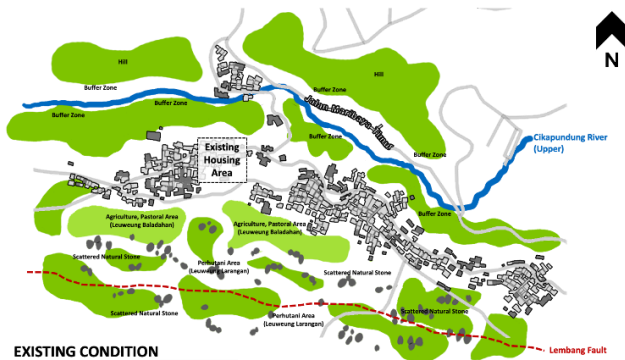 N
Hill
Hill
Buffer Zone
Buffer Zone
Buffer Zone
Jalan Maribaya Timur
Buffer Zone
Cikapundung River
(Upper)
Existing
Housing
Area
Buffer Zone
Buffer Zone
Agriculture, Pastoral Area
(Leuweung Baladahan)
Agriculture, Pastoral Area
(Leuweung Baladahan)
Scattered Natural Stone
Perhutani Area
(Leuweung Larangan)
Scattered Natural Stone
Scattered Natural Stone
Perhutani Area
(Leuweung Larangan)
Scattered Natural Stone
EXISTING CONDITION
Lembang Fault